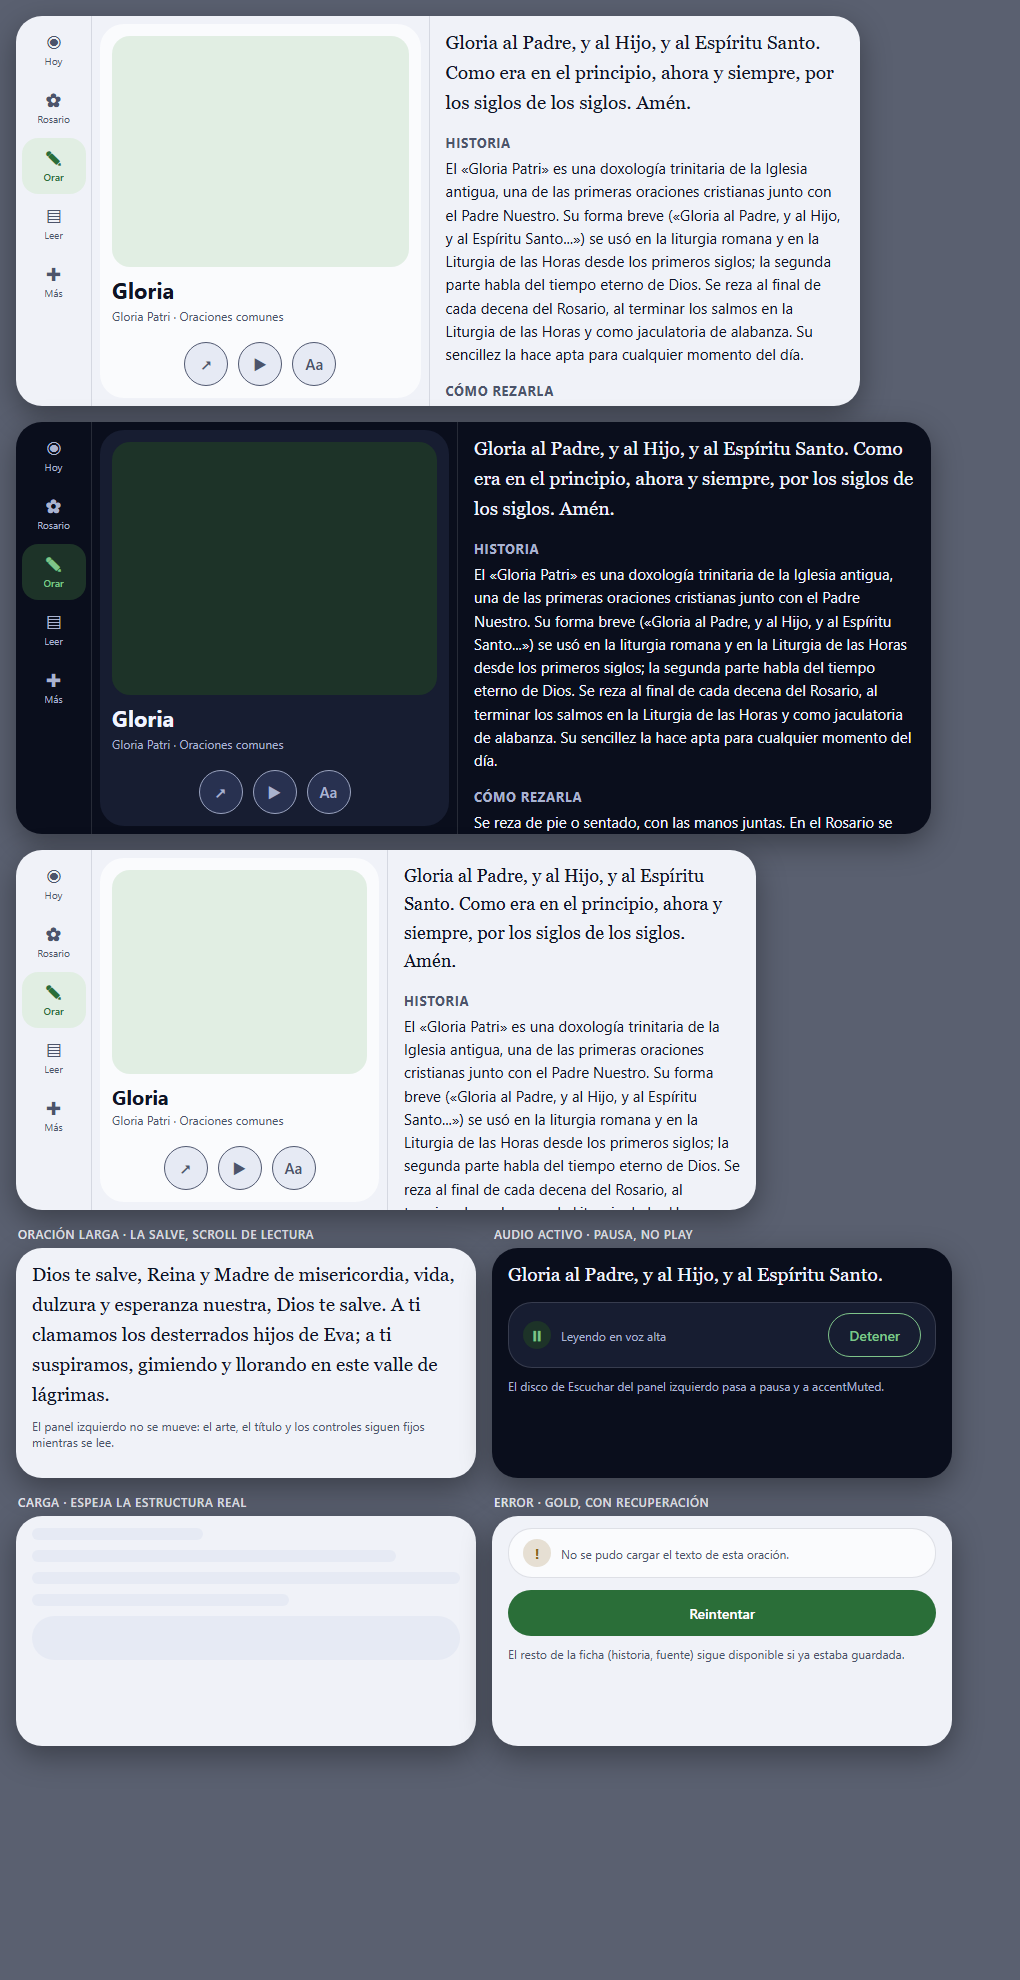 Hoy
Rosario
Orar
Leer
Más
Gloria
Gloria Patri · Oraciones comunes
Aa
Gloria al Padre, y al Hijo, y al Espíritu Santo.
Como era en el principio, ahora y siempre, por
los siglos de los siglos. Amén.
HISTORIA
El «Gloria Patri» es una doxología trinitaria de la Iglesia
antigua, una de las primeras oraciones cristianas junto con
el Padre Nuestro. Su forma breve («Gloria al Padre, y al Hijo,
y al Espíritu Santo...») se usó en la liturgia romana y en la
Liturgia de las Horas desde los primeros siglos; la segunda
parte habla del tiempo eterno de Dios. Se reza al final de
cada decena del Rosario, al terminar los salmos en la
Liturgia de las Horas y como jaculatoria de alabanza. Su
sencillez la hace apta para cualquier momento del día.
CÓMO REZARLA
Hoy
Rosario
Orar
Leer
Más
Gloria
Gloria Patri · Oraciones comunes
Aa
Gloria al Padre, y al Hijo, y al Espíritu Santo. Como
era en el principio, ahora y siempre, por los siglos de
los siglos. Amén.
HISTORIA
El «Gloria Patri» es una doxología trinitaria de la Iglesia antigua,
una de las primeras oraciones cristianas junto con el Padre
Nuestro. Su forma breve («Gloria al Padre, y al Hijo, y al Espíritu
Santo...») se usó en la liturgia romana y en la Liturgia de las Horas
desde los primeros siglos; la segunda parte habla del tiempo
eterno de Dios. Se reza al final de cada decena del Rosario, al
terminar los salmos en la Liturgia de las Horas y como jaculatoria
de alabanza. Su sencillez la hace apta para cualquier momento del
día.
CÓMO REZARLA
Se reza de pie o sentado, con las manos juntas. En el Rosario se
Hoy
Rosario
Orar
Leer
Más
Gloria
Gloria Patri · Oraciones comunes
Aa
Gloria al Padre, y al Hijo, y al Espíritu
Santo. Como era en el principio, ahora y
siempre, por los siglos de los siglos.
Amén.
HISTORIA
El «Gloria Patri» es una doxología trinitaria de la
Iglesia antigua, una de las primeras oraciones
cristianas junto con el Padre Nuestro. Su forma
breve («Gloria al Padre, y al Hijo, y al Espíritu
Santo...») se usó en la liturgia romana y en la
Liturgia de las Horas desde los primeros siglos; la
segunda parte habla del tiempo eterno de Dios. Se
reza al final de cada decena del Rosario, al
ORACIÓN LARGA · LA SALVE, SCROLL DE LECTURA
Dios te salve, Reina y Madre de misericordia, vida,
dulzura y esperanza nuestra, Dios te salve. A ti
clamamos los desterrados hijos de Eva; a ti
suspiramos, gimiendo y llorando en este valle de
lágrimas.
El panel izquierdo no se mueve: el arte, el título y los controles siguen fijos
mientras se lee.
AUDIO ACTIVO · PAUSA, NO PLAY
Gloria al Padre, y al Hijo, y al Espíritu Santo.
Leyendo en voz alta
Detener
El disco de Escuchar del panel izquierdo pasa a pausa y a accentMuted.
CARGA · ESPEJA LA ESTRUCTURA REAL
ERROR · GOLD, CON RECUPERACIÓN
!
No se pudo cargar el texto de esta oración.
Reintentar
El resto de la ficha (historia, fuente) sigue disponible si ya estaba guardada.